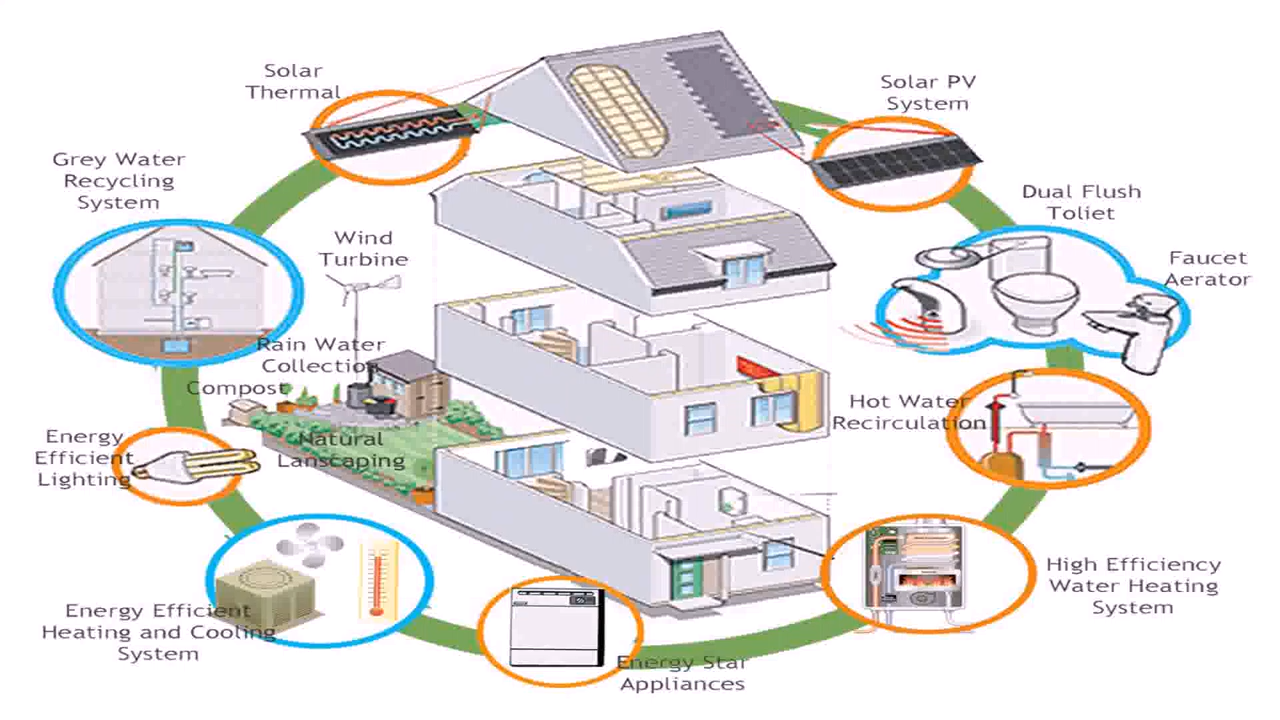 Solar
Thermal
Solar PV
System
Grey Water
Recycling
System
Dual Flush
Toliet
Wind
Turbine
Faucet
Aerator
Rain Water
Collection
Compost
Hot Water
Recirculation
Natural
Lanscaping
Energy
Efficient
Lighting
High Efficiency
Water Heating
System
Energy Efficient
Heating and Cooling
System
Energy Star
Appliances